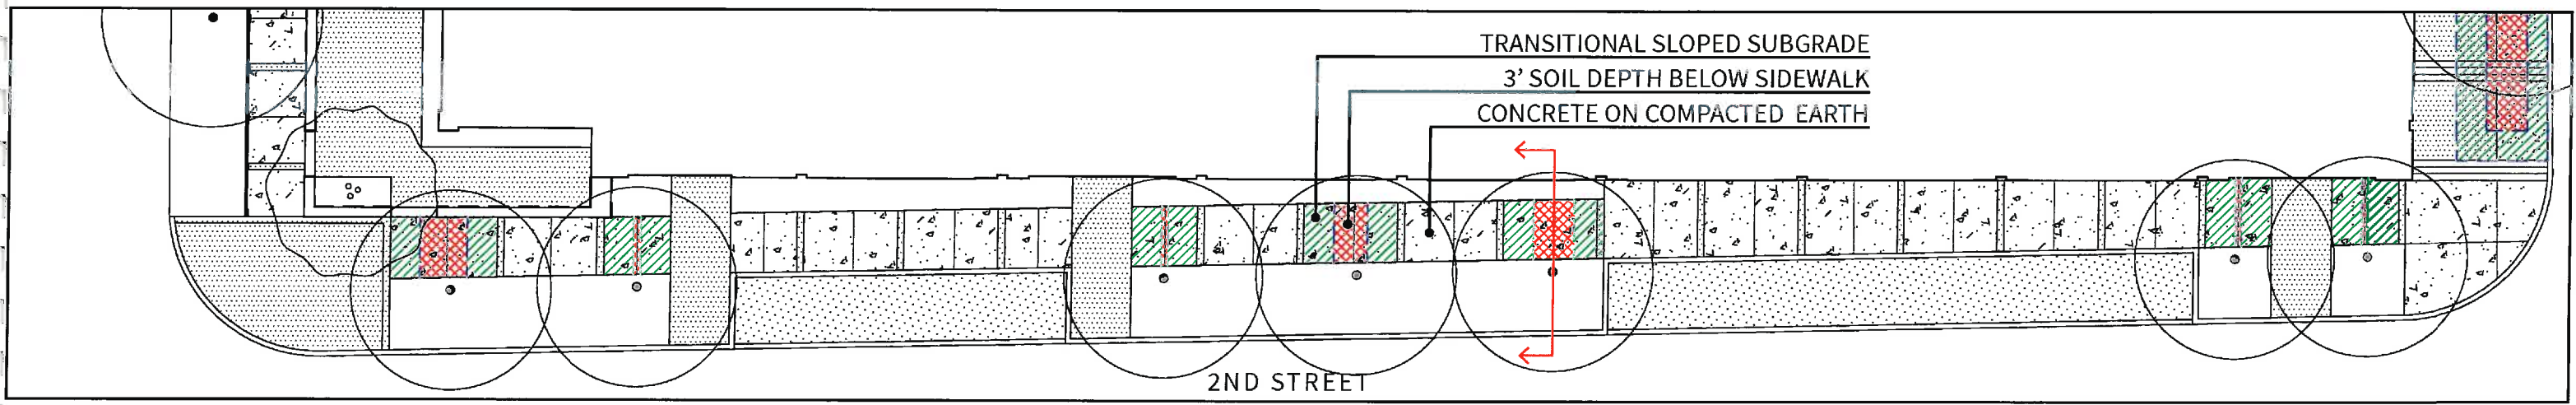 TRANSITIONAL SLOPED SUBGRADE
3' SOIL DEPTH BELOW SIDEWALK
CONCRETE ON COMPACTED EARTH
2ND STREET